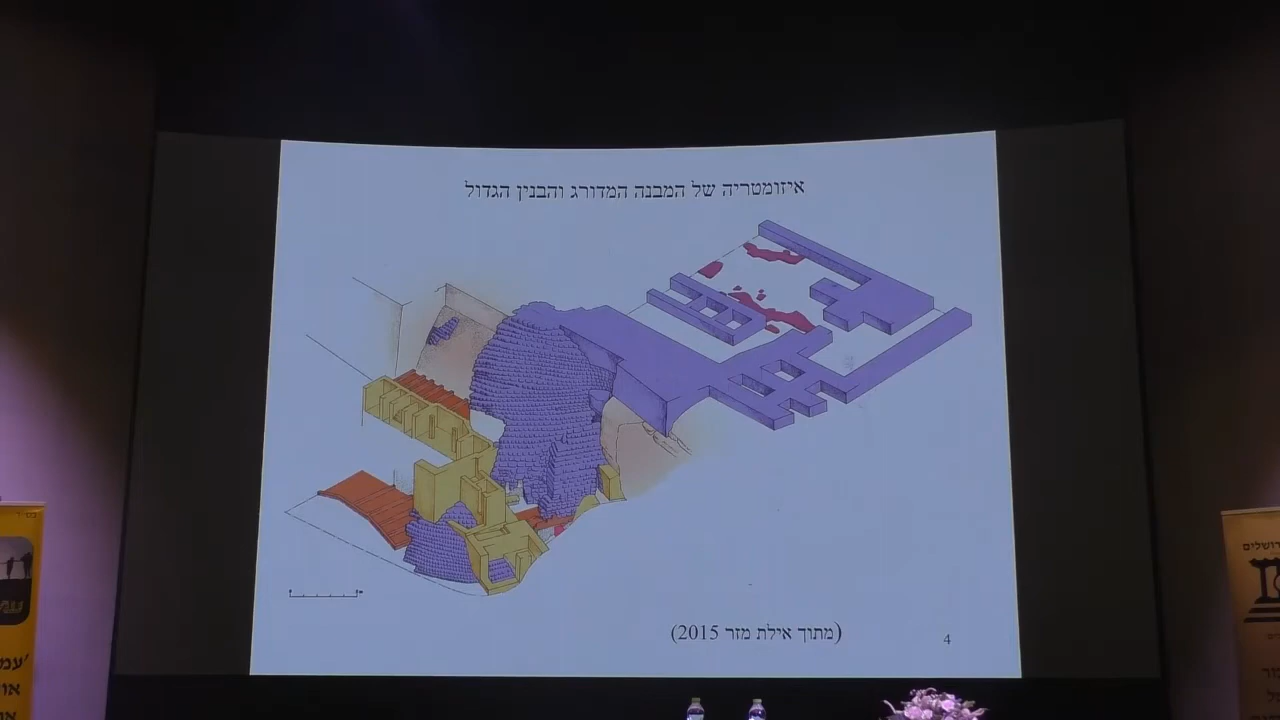 איזומטריה של המבנה המדורג והבנין הגדול
(מתוך אילת מזר 2015)
4